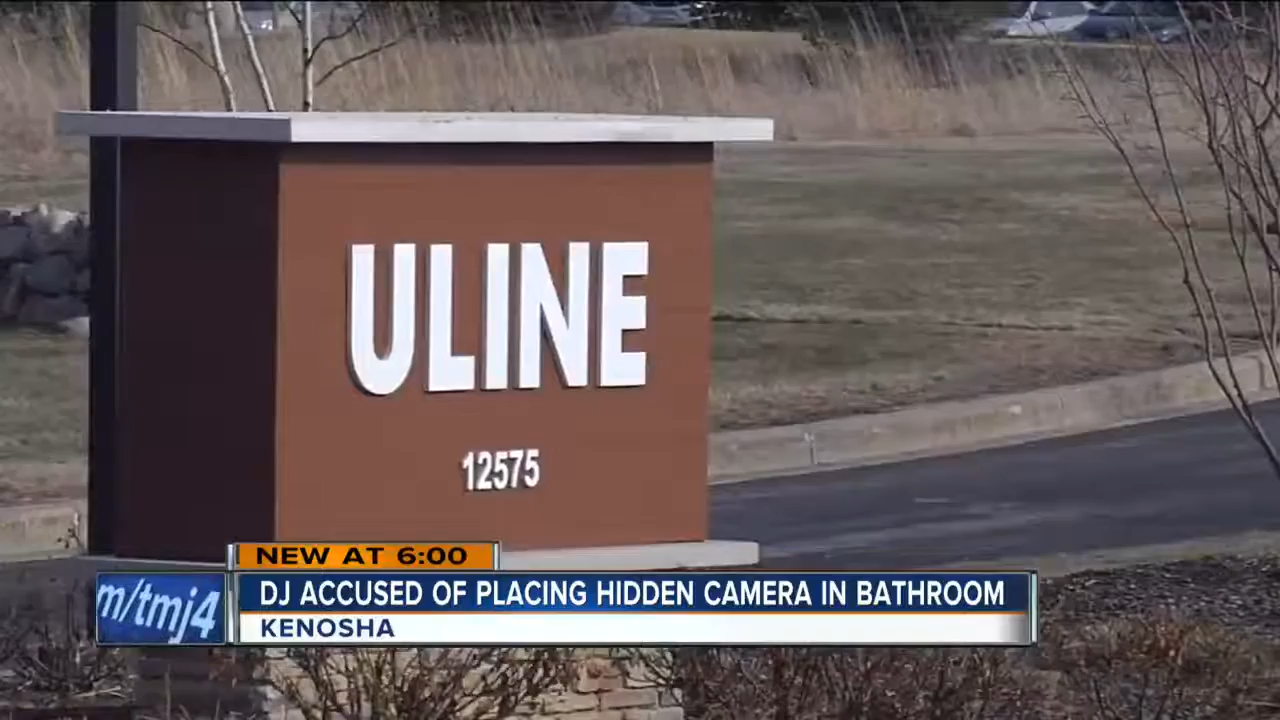 ULINE
12575
NEW AT 6:00
m/tmj4
DJ ACCUSED OF PLACING HIDDEN CAMERA IN BATHROOM
KENOSHA